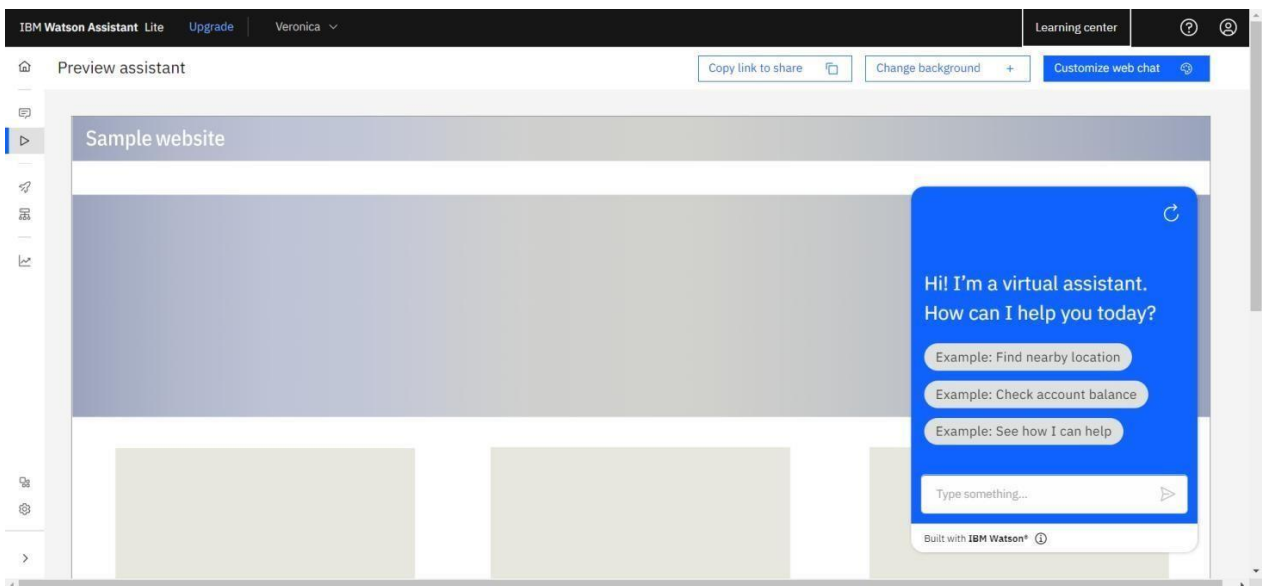 IBM Watson Assistant Lite Upgrade Veronica Learning center
Preview assistant Copy link to share Change background + Customize web chat
Sample website
Hi! I'm a virtual assistant.
How can I help you today?
Example: Find nearby location
Example: Check account balance
Example: See how I can help
Type something...
Built with IBM Watson®